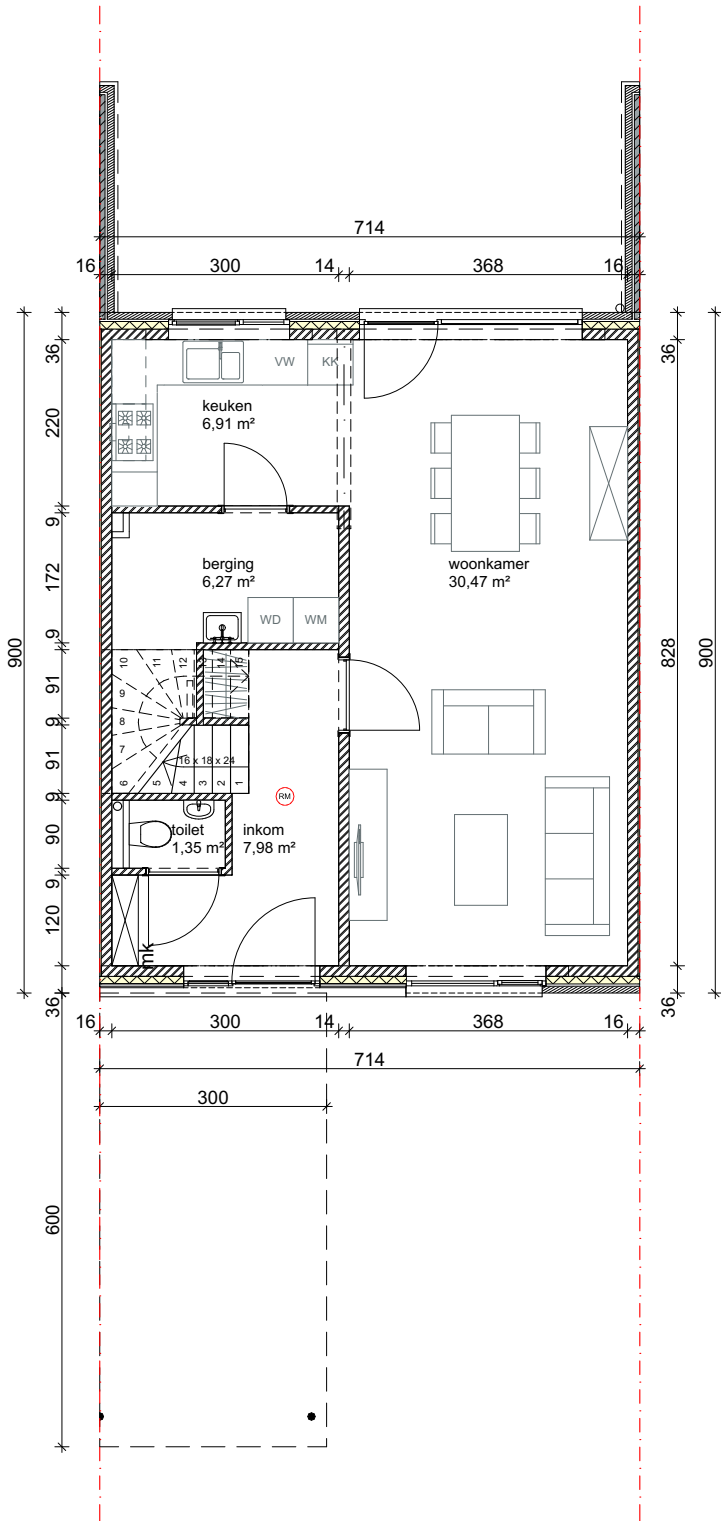 714
16 300 14 368 16
36
220
9
172
9
91
9
91
9
90
9
120
36
900
36
828
36
900
VW KK
keuken
6,91 m²
berging
6,27 m²
woonkamer
30,47 m²
WD WM
10 11 12 13 14 15
9
8
7
16 x 18 x 24
6 5 4 3 2 1
RM
toilet
1,35 m²
inkom
7,98 m²
mk
16 300 14 368 16
714
300
600